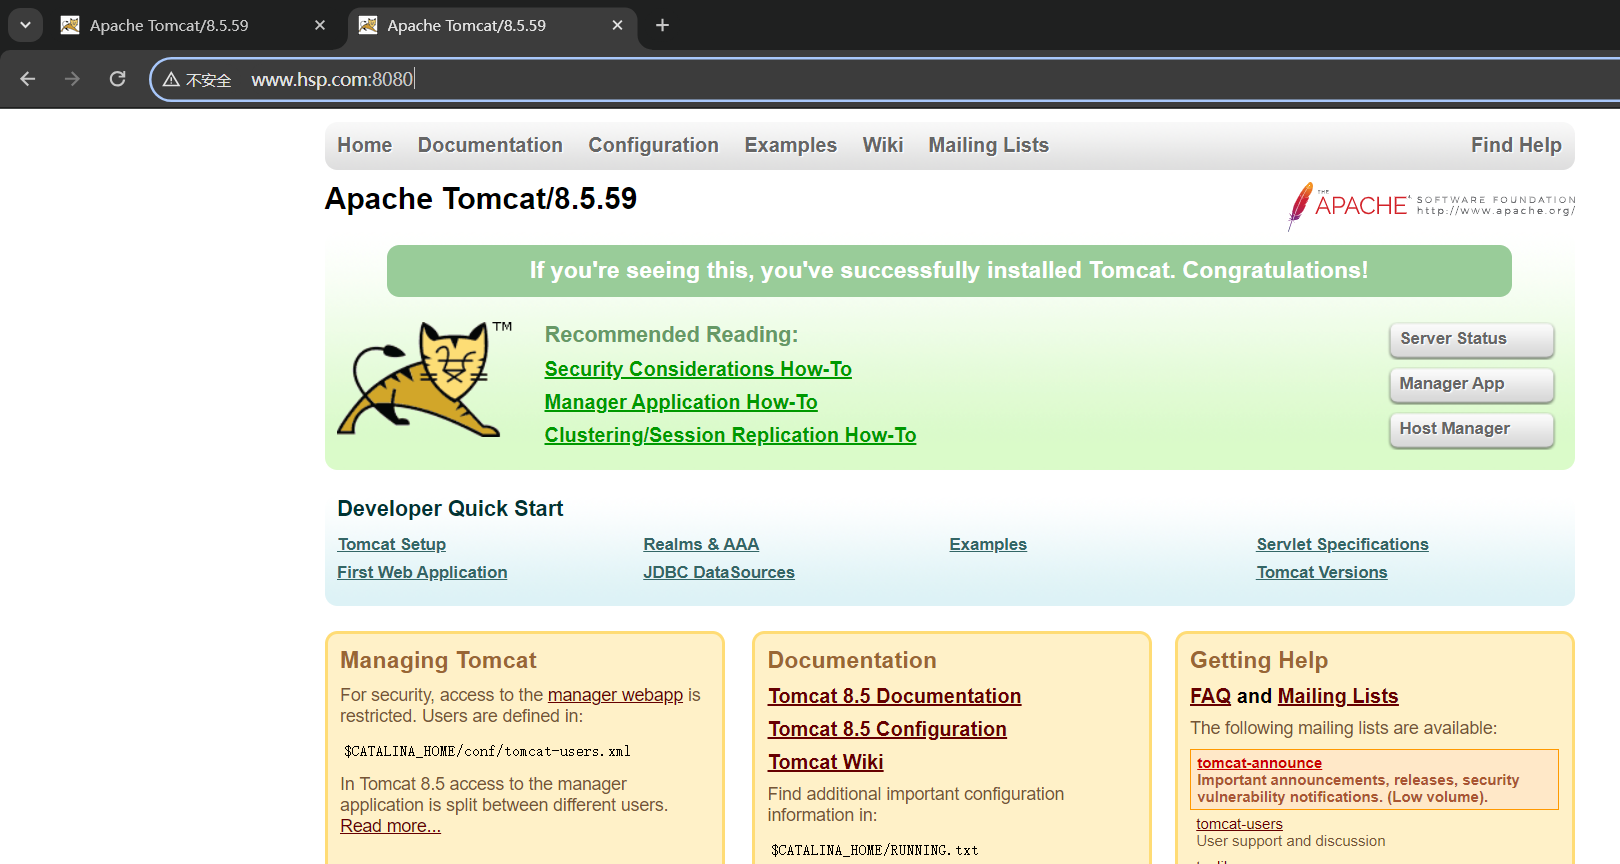 Apache Tomcat/8.5.59
Apache Tomcat/8.5.59
不安全 www.hsp.com:8080
Home Documentation Configuration Examples Wiki Mailing Lists Find Help
Apache Tomcat/8.5.59
THE APACHE SOFTWARE FOUNDATION
http://www.apache.org/
If you're seeing this, you've successfully installed Tomcat. Congratulations!
TM
Recommended Reading:
Security Considerations How-To
Manager Application How-To
Clustering/Session Replication How-To
Server Status
Manager App
Host Manager
Developer Quick Start
Tomcat Setup
First Web Application
Realms & AAA
JDBC DataSources
Examples
Servlet Specifications
Tomcat Versions
Managing Tomcat
For security, access to the manager webapp is
restricted. Users are defined in:
$CATALINA_HOME/conf/tomcat-users.xml
In Tomcat 8.5 access to the manager
application is split between different users.
Read more...
Documentation
Tomcat 8.5 Documentation
Tomcat 8.5 Configuration
Tomcat Wiki
Find additional important configuration
information in:
$CATALINA_HOME/RUNNING.txt
Getting Help
FAQ and Mailing Lists
The following mailing lists are available:
tomcat-announce
Important announcements, releases, security
vulnerability notifications. (Low volume).
tomcat-users
User support and discussion